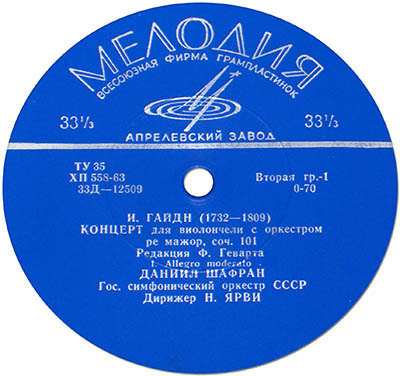 МЕЛОДИЯ
ВСЕСОЮЗНАЯ ФИРМА ГРАМПЛАСТИНОК
33⅓ 33⅓
АПРЕЛЕВСКИЙ ЗАВОД
ТУ 35
ХП 558-63 Вторая гр.-1
33Д—12509 0-70
И. ГАЙДН (1732—1809)
КОНЦЕРТ для виолончели с оркестром
ре мажор, соч. 101
Редакция Ф. Геварта
1. Allegro moderato
ДАНИИЛ ШАФРАН
Гос. симфонический оркестр СССР
Дирижер Н. ЯРВИ